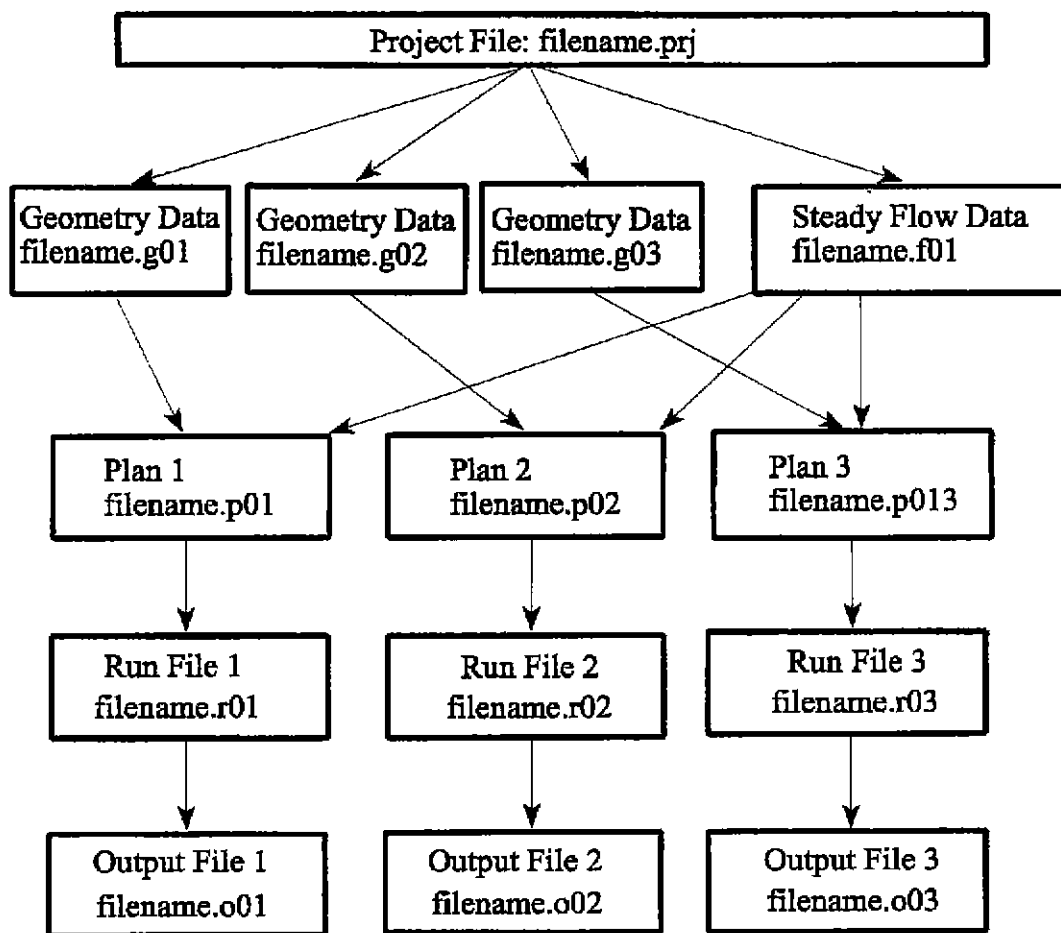 Project File: filename.prj
Geometry Data
filename.g01
Geometry Data
filename.g02
Geometry Data
filename.g03
Steady Flow Data
filename.f01
Plan 1
filename.p01
Plan 2
filename.p02
Plan 3
filename.p013
Run File 1
filename.r01
Run File 2
filename.r02
Run File 3
filename.r03
Output File 1
filename.o01
Output File 2
filename.o02
Output File 3
filename.o03